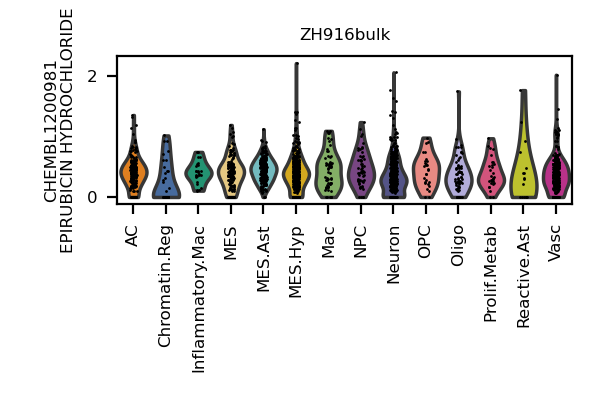 ZH916bulk
CHEMBL1200981
EPIRUBICIN HYDROCHLORIDE
2
0
AC
Chromatin.Reg
Inflammatory.Mac
MES
MES.Ast
MES.Hyp
Mac
NPC
Neuron
OPC
Oligo
Prolif.Metab
Reactive.Ast
Vasc